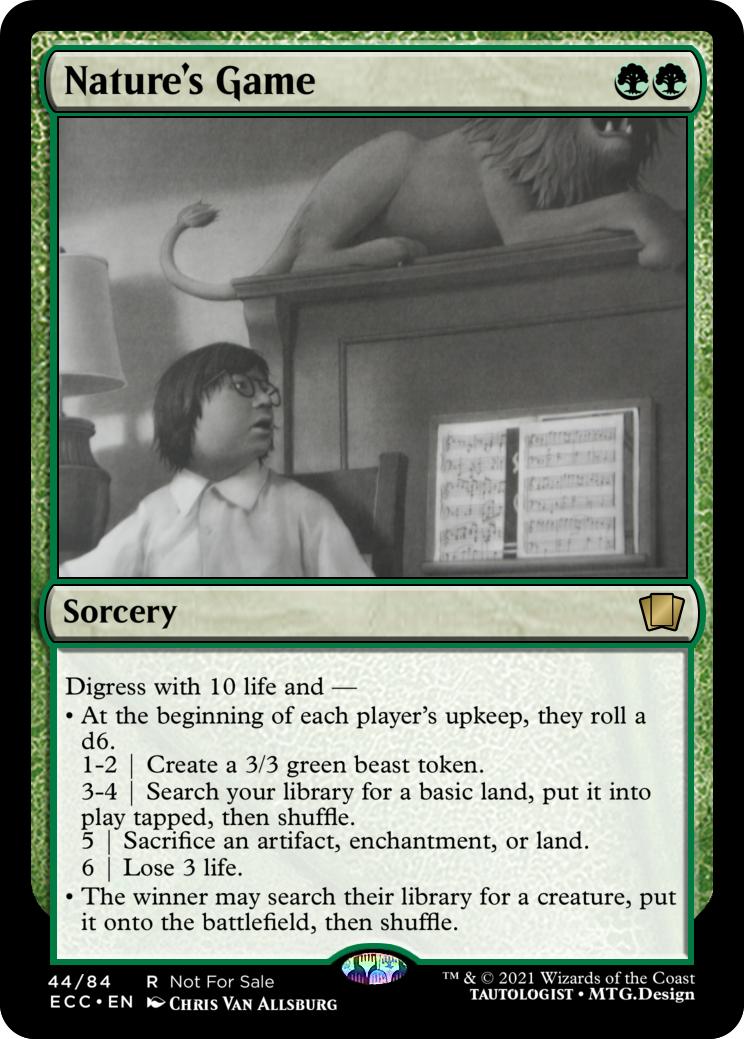 Nature's Game
Sorcery
Digress with 10 life and —
• At the beginning of each player's upkeep, they roll a
d6.
1-2 | Create a 3/3 green beast token.
3-4 | Search your library for a basic land, put it into
play tapped, then shuffle.
5 | Sacrifice an artifact, enchantment, or land.
6 | Lose 3 life.
• The winner may search their library for a creature, put
it onto the battlefield, then shuffle.
44/84 R Not For Sale
ECC • EN Chris Van Allsburg
™ & © 2021 Wizards of the Coast
TAUTOLOGIST • MTG.Design